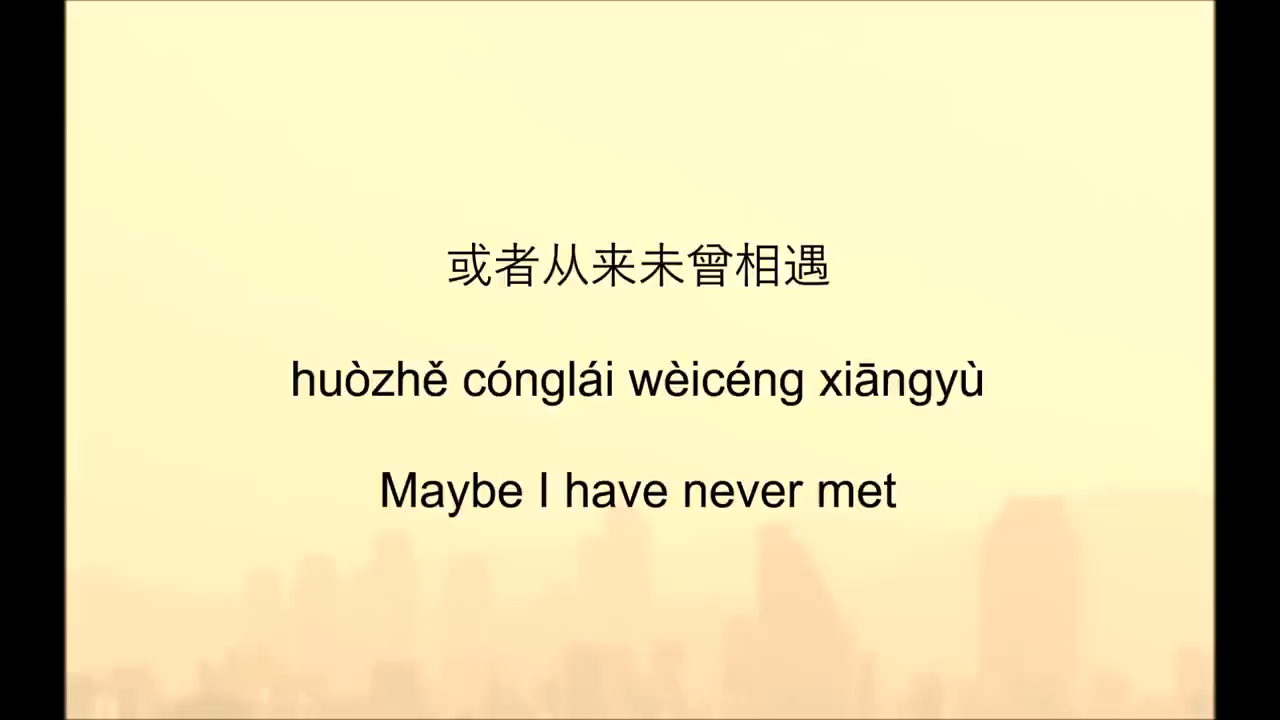 或者从来未曾相遇
huòzhě cónglái wèicéng xiāngyù
Maybe I have never met